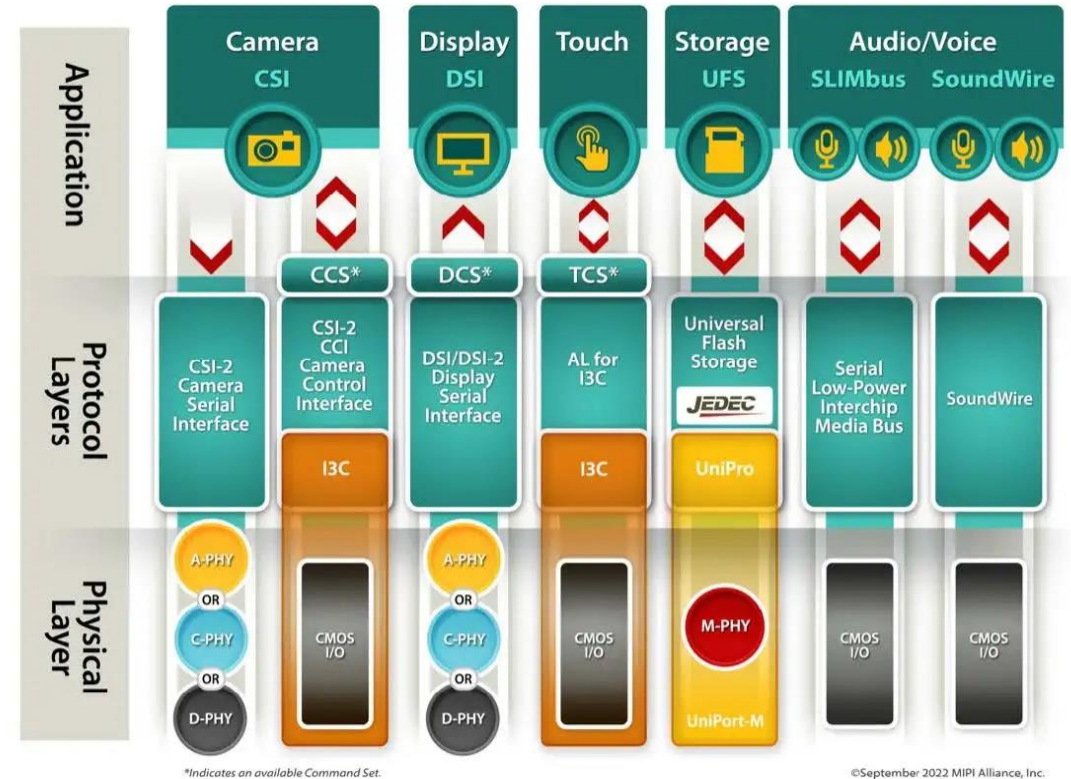 Application
Camera
CSI
Display
DSI
Touch
Storage
UFS
Audio/Voice
SLIMbus
SoundWire
Protocol
Layers
CCS*
DCS*
TCS*
CSI-2
Camera
Serial
Interface
CSI-2
CCI
Camera
Control
Interface
I3C
DSI/DSI-2
Display
Serial
Interface
AL for
I3C
I3C
Universal
Flash
Storage
JEDEC
UniPro
Serial
Low-Power
Interchip
Media Bus
SoundWire
Physical
Layer
A-PHY
OR
C-PHY
OR
D-PHY
CMOS
I/O
A-PHY
OR
C-PHY
OR
D-PHY
CMOS
I/O
M-PHY
UniPort-M
CMOS
I/O
CMOS
I/O
*Indicates an available Command Set.
©September 2022 MIPI Alliance, Inc.